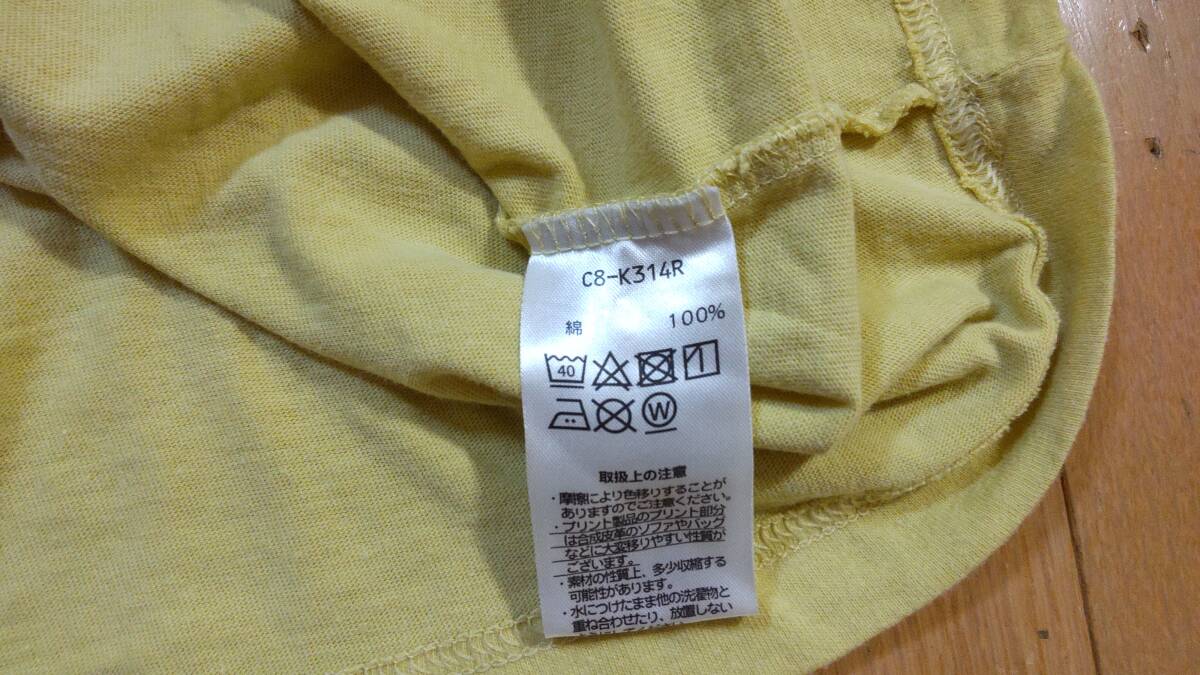 C8-K314R
綿 100%
40
W
取扱上の注意
・摩擦により色移りすることが
ありますのでご注意ください。
・プリント製品のプリント部分
は合成皮革のソファやバッグ
などに大変移りやすい性質が
ございます。
・素材の性質上、多少収縮する
可能性があります。
・水につけたまま他の洗濯物と
重ね合わせたり、放置しない